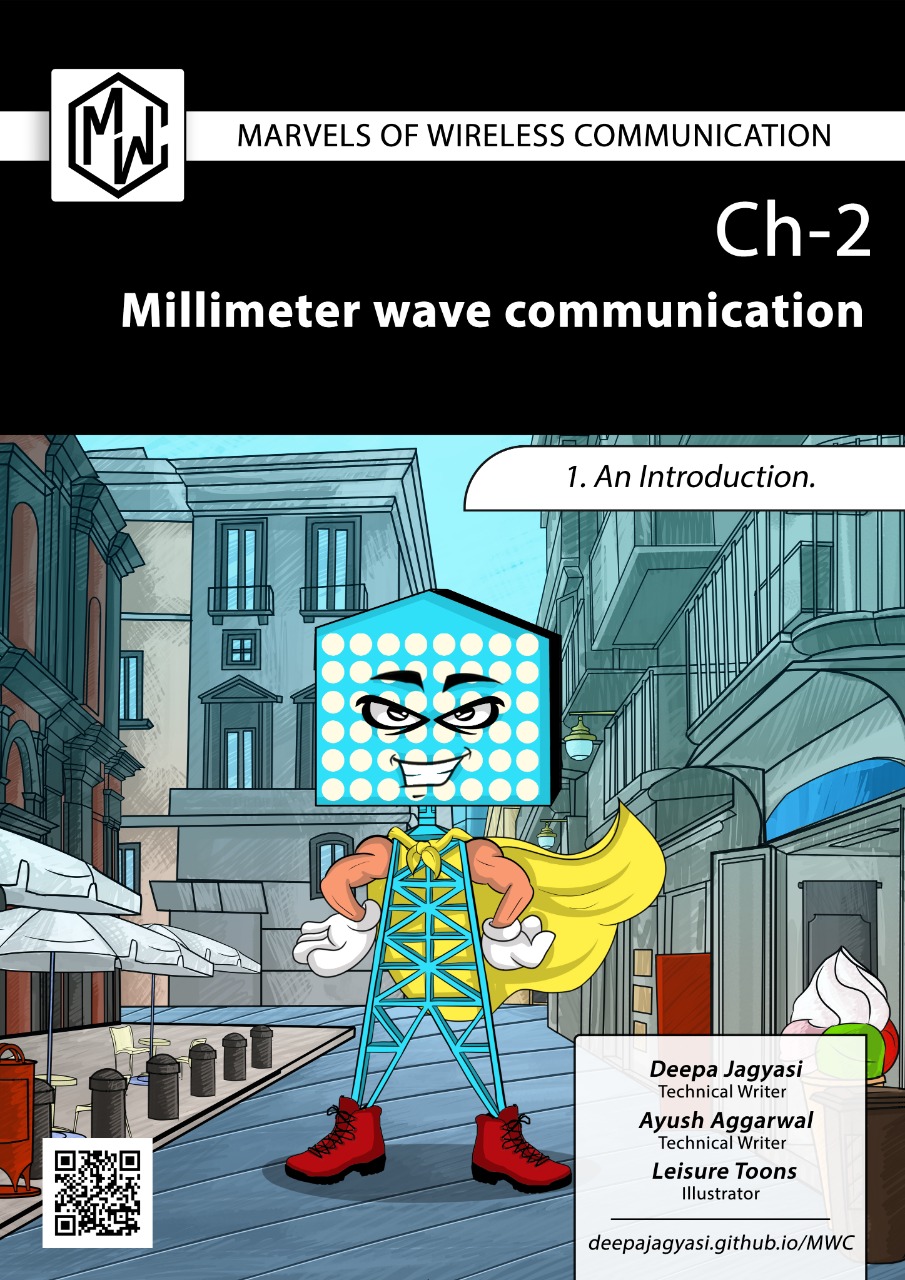 MWC
MARVELS OF WIRELESS COMMUNICATION
Ch-2
Millimeter wave communication
1. An Introduction.
Deepa Jagyasi
Technical Writer
Ayush Aggarwal
Technical Writer
Leisure Toons
Illustrator
deepajagyasi.github.io/MWC